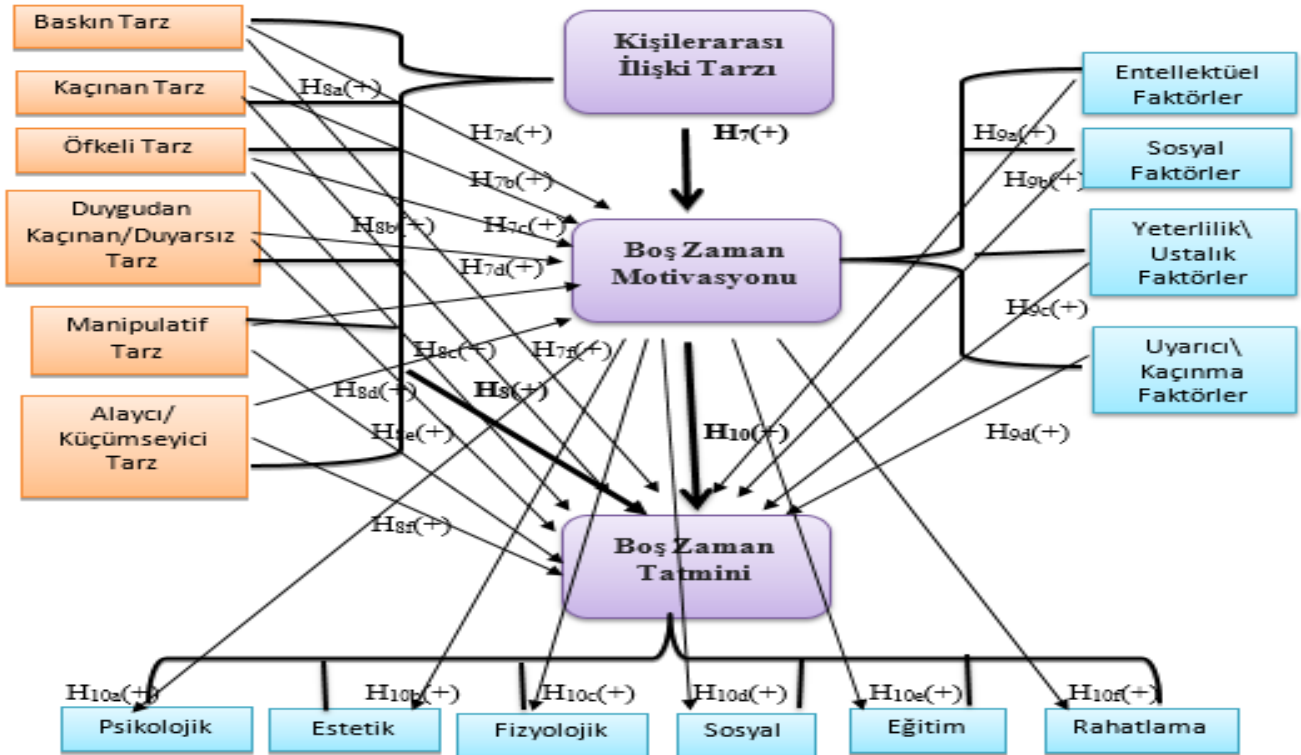 Baskın Tarz
Kaçınan Tarz
Öfkeli Tarz
Duygudan
Kaçınan/Duyarsız
Tarz
Manipulatif
Tarz
Alaycı/
Küçümseyici
Tarz
Kişilerarası
İlişki Tarzı
Boş Zaman
Motivasyonu
Boş Zaman
Tatmini
Entellektüel
Faktörler
Sosyal
Faktörler
Yeterlilik\
Ustalık
Faktörler
Uyarıcı\
Kaçınma
Faktörler
H8a(+)
H7a(+)
H7(+)
H9a(+)
H7b(+)
H9b(+)
H8b(+)
H7c(+)
H7d(+)
H9c(+)
H8c(+)
H7f(+)
H8d(+)
H8(+)
H8e(+)
H10(+)
H9d(+)
H8f(+)
H10a(+)
H10b(+)
H10c(+)
H10d(+)
H10e(+)
H10f(+)
Psikolojik
Estetik
Fizyolojik
Sosyal
Eğitim
Rahatlama